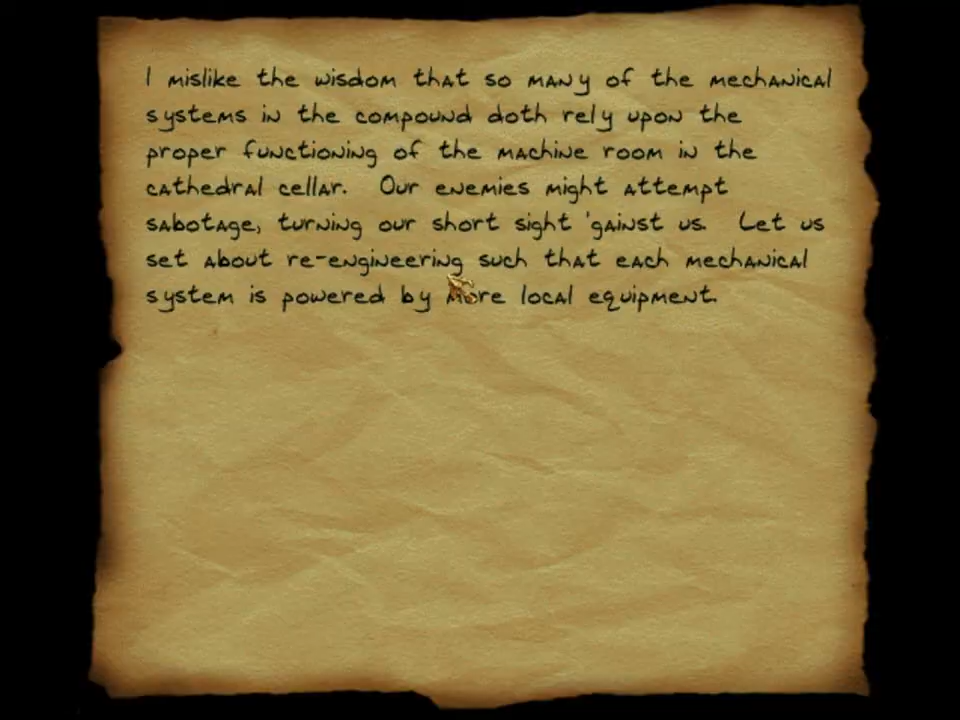 I mislike the wisdom that so many of the mechanical
systems in the compound doth rely upon the
proper functioning of the machine room in the
cathedral cellar. Our enemies might attempt
sabotage, turning our short sight 'gainst us. Let us
set about re-engineering such that each mechanical
system is powered by more local equipment.